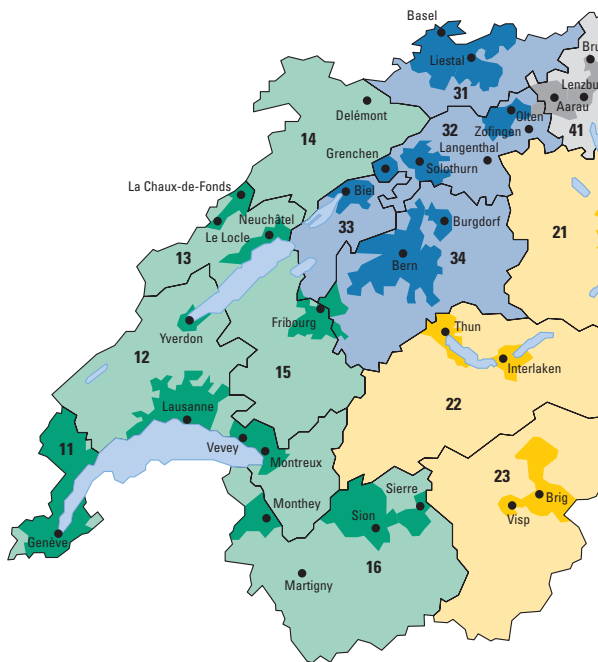 Basel
Bru
Liestal
Lenzbu
31
Aarau
Delémont
Olten
32
Zofingen
41
14
Grenchen
Langenthal
Solothurn
La Chaux-de-Fonds
Biel
Neuchâtel
Burgdorf
33
21
Le Locle
34
13
Bern
Fribourg
Thun
Yverdon
12
Interlaken
15
Lausanne
22
11
Vevey
Montreux
23
Sierre
Monthey
Brig
Sion
Visp
Genève
16
Martigny